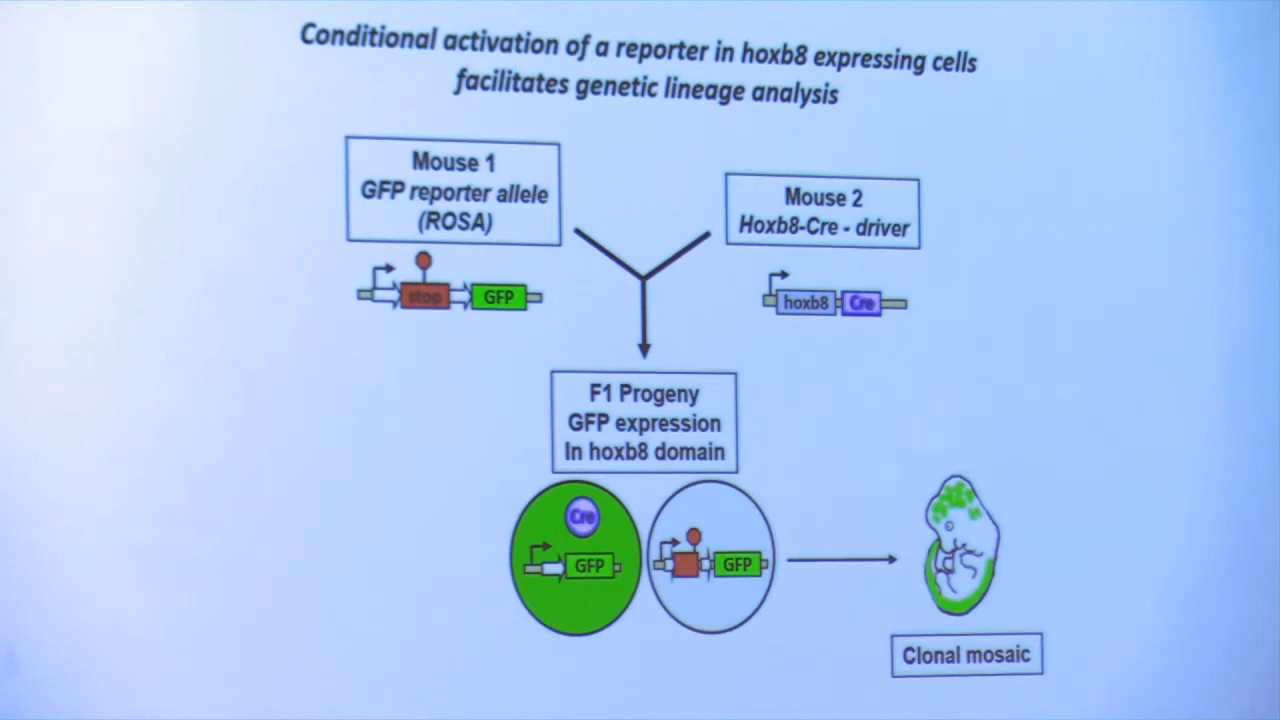 Conditional activation of a reporter in hoxb8 expressing cells
facilitates genetic lineage analysis
Mouse 1
GFP reporter allele
(ROSA)
Mouse 2
Hoxb8-Cre - driver
stop
GFP
hoxb8
Cre
F1 Progeny
GFP expression
In hoxb8 domain
Cre
GFP
GFP
Clonal mosaic